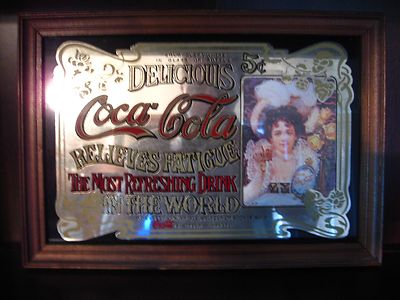 DELICIOUS
5¢
Coca-Cola
RELIEVES FATIGUE
THE MOST REFRESHING DRINK
IN THE WORLD